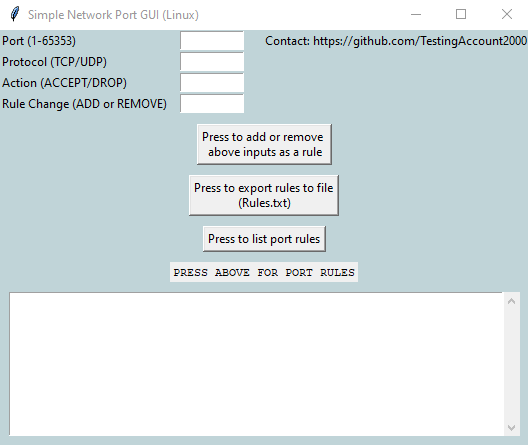 Simple Network Port GUI (Linux)
Port (1-65353)
Contact: https://github.com/TestingAccount2000
Protocol (TCP/UDP)
Action (ACCEPT/DROP)
Rule Change (ADD or REMOVE)
Press to add or remove
above inputs as a rule
Press to export rules to file
(Rules.txt)
Press to list port rules
PRESS ABOVE FOR PORT RULES